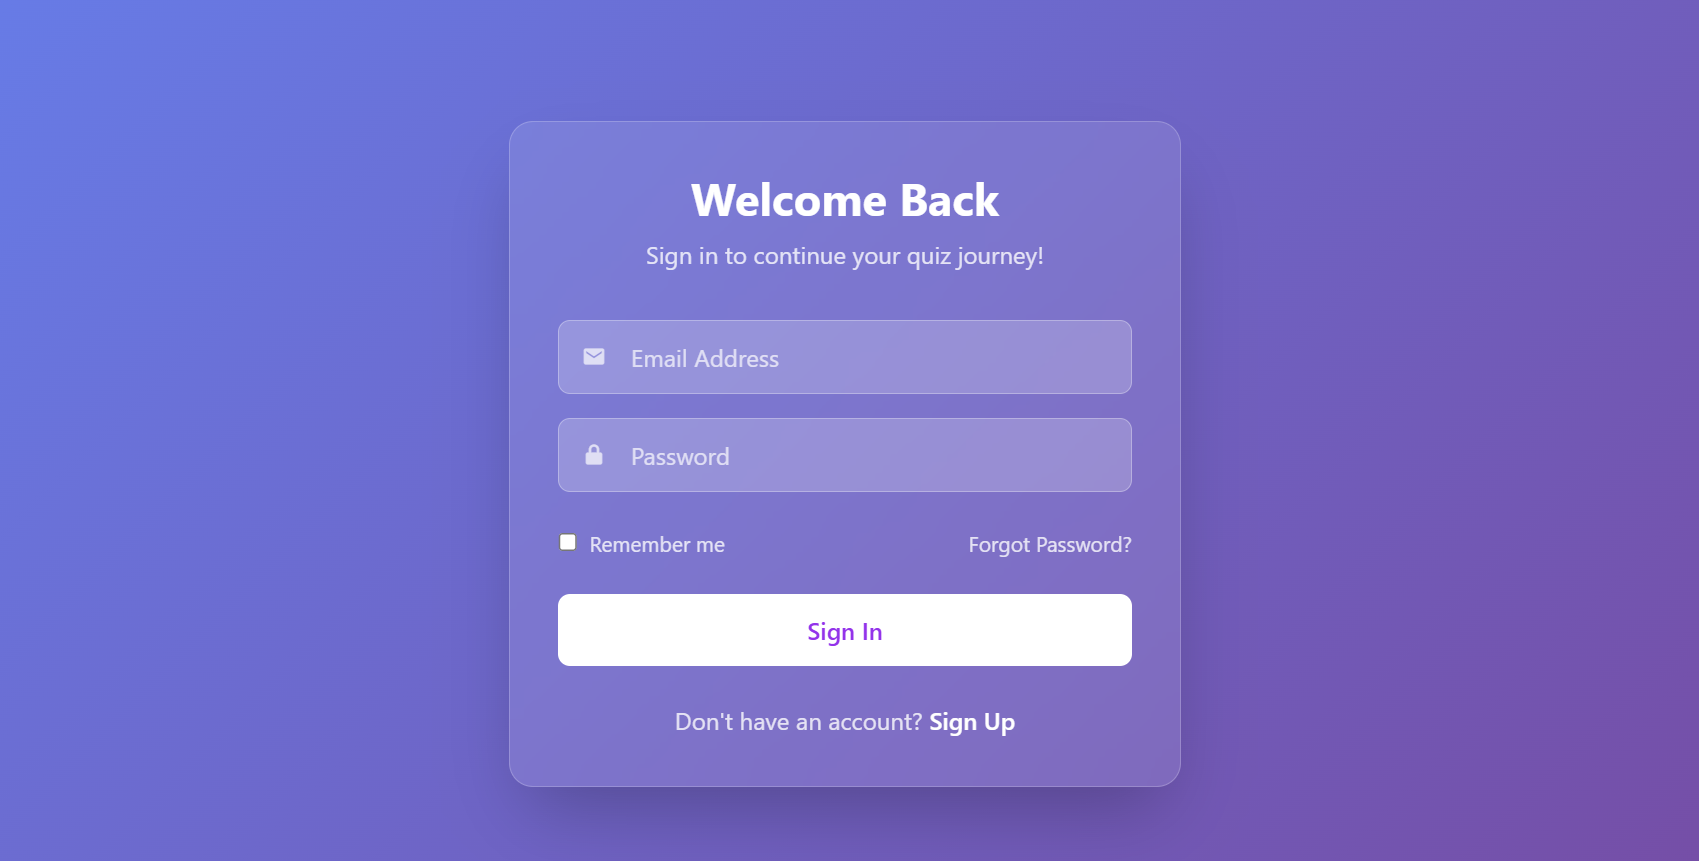 Welcome Back
Sign in to continue your quiz journey!
Email Address
Password
Remember me
Forgot Password?
Sign In
Don't have an account? Sign Up